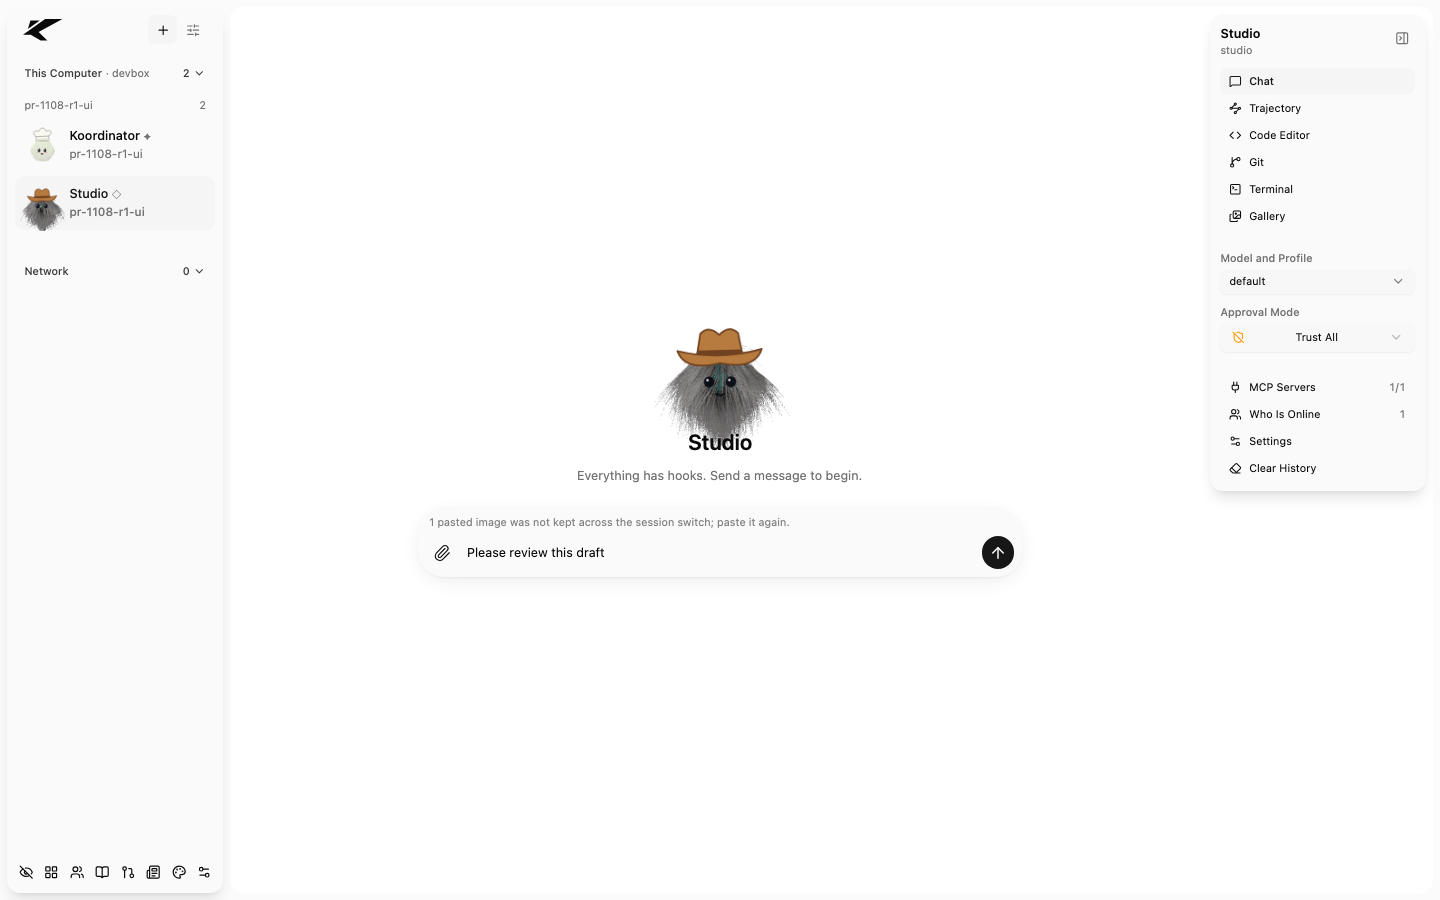 This Computer · devbox 2
pr-1108-r1-ui 2
Koordinator
pr-1108-r1-ui
Studio
pr-1108-r1-ui
Network 0
Studio
Everything has hooks. Send a message to begin.
1 pasted image was not kept across the session switch; paste it again.
Please review this draft
Studio
studio
Chat
Trajectory
Code Editor
Git
Terminal
Gallery
Model and Profile
default
Approval Mode
Trust All
MCP Servers 1/1
Who Is Online 1
Settings
Clear History